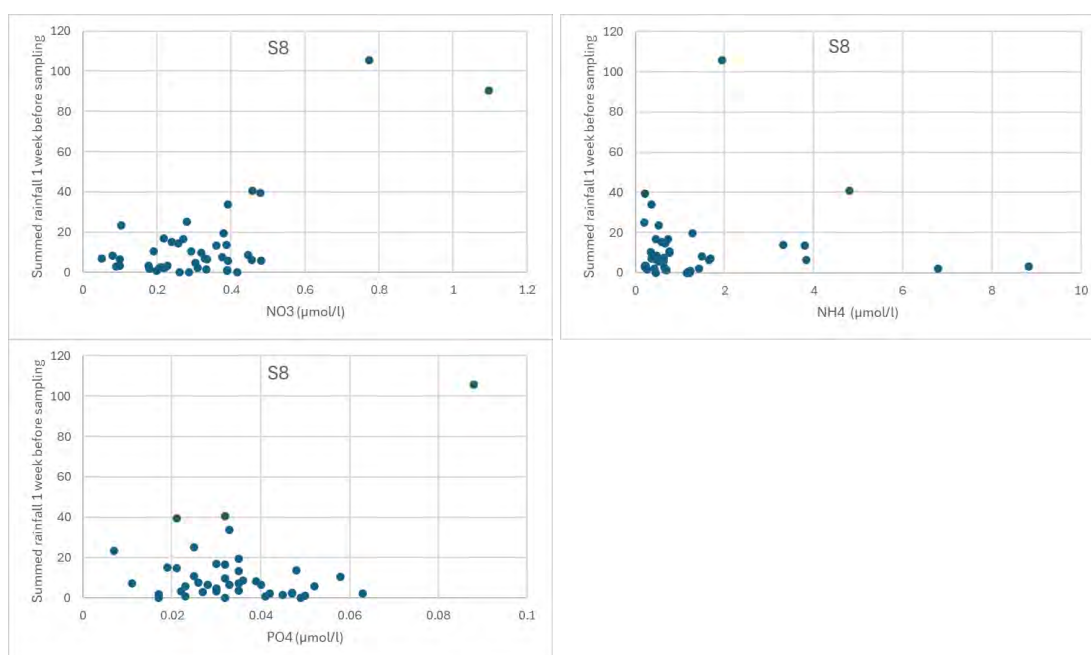 S8
120
100
80
60
40
20
0
Summed rainfall 1 week before sampling
0 0.2 0.4 0.6 0.8 1 1.2
NO3 (µmol/l)
S8
120
100
80
60
40
20
0
Summed rainfall 1 week before sampling
0 2 4 6 8 10
NH4 (µmol/l)
S8
120
100
80
60
40
20
0
Summed rainfall 1 week before sampling
0 0.02 0.04 0.06 0.08 0.1
PO4 (µmol/l)